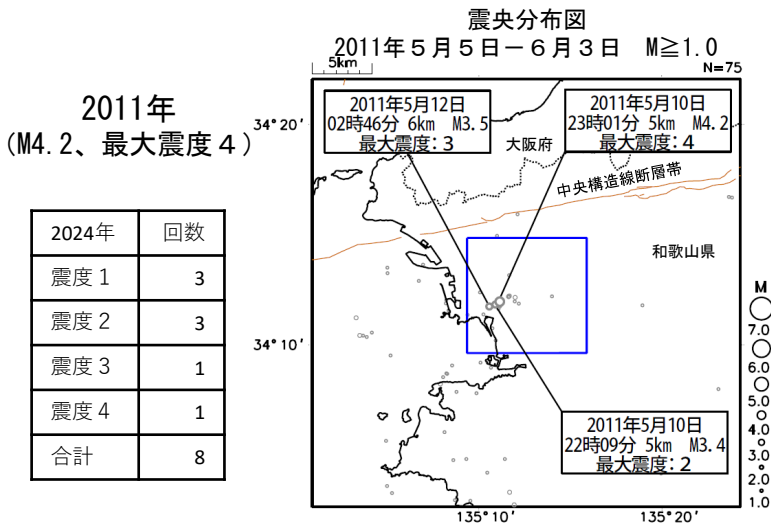 震央分布図
2011年5月5日－6月3日 M≧1.0
5km
N=75
2011年
(M4.2、最大震度４)
2024年 回数
震度１ 3
震度２ 3
震度３ 1
震度４ 1
合計 8
34°20′
34°10′
2011年5月12日
02時46分 6km M3.5
最大震度：３
2011年5月10日
23時01分 5km M4.2
最大震度：４
大阪府
中央構造線断層帯
和歌山県
2011年5月10日
22時09分 5km M3.4
最大震度：２
135°10′
135°20′
M
7.0
6.0
5.0
4.0
3.0
2.0
1.0